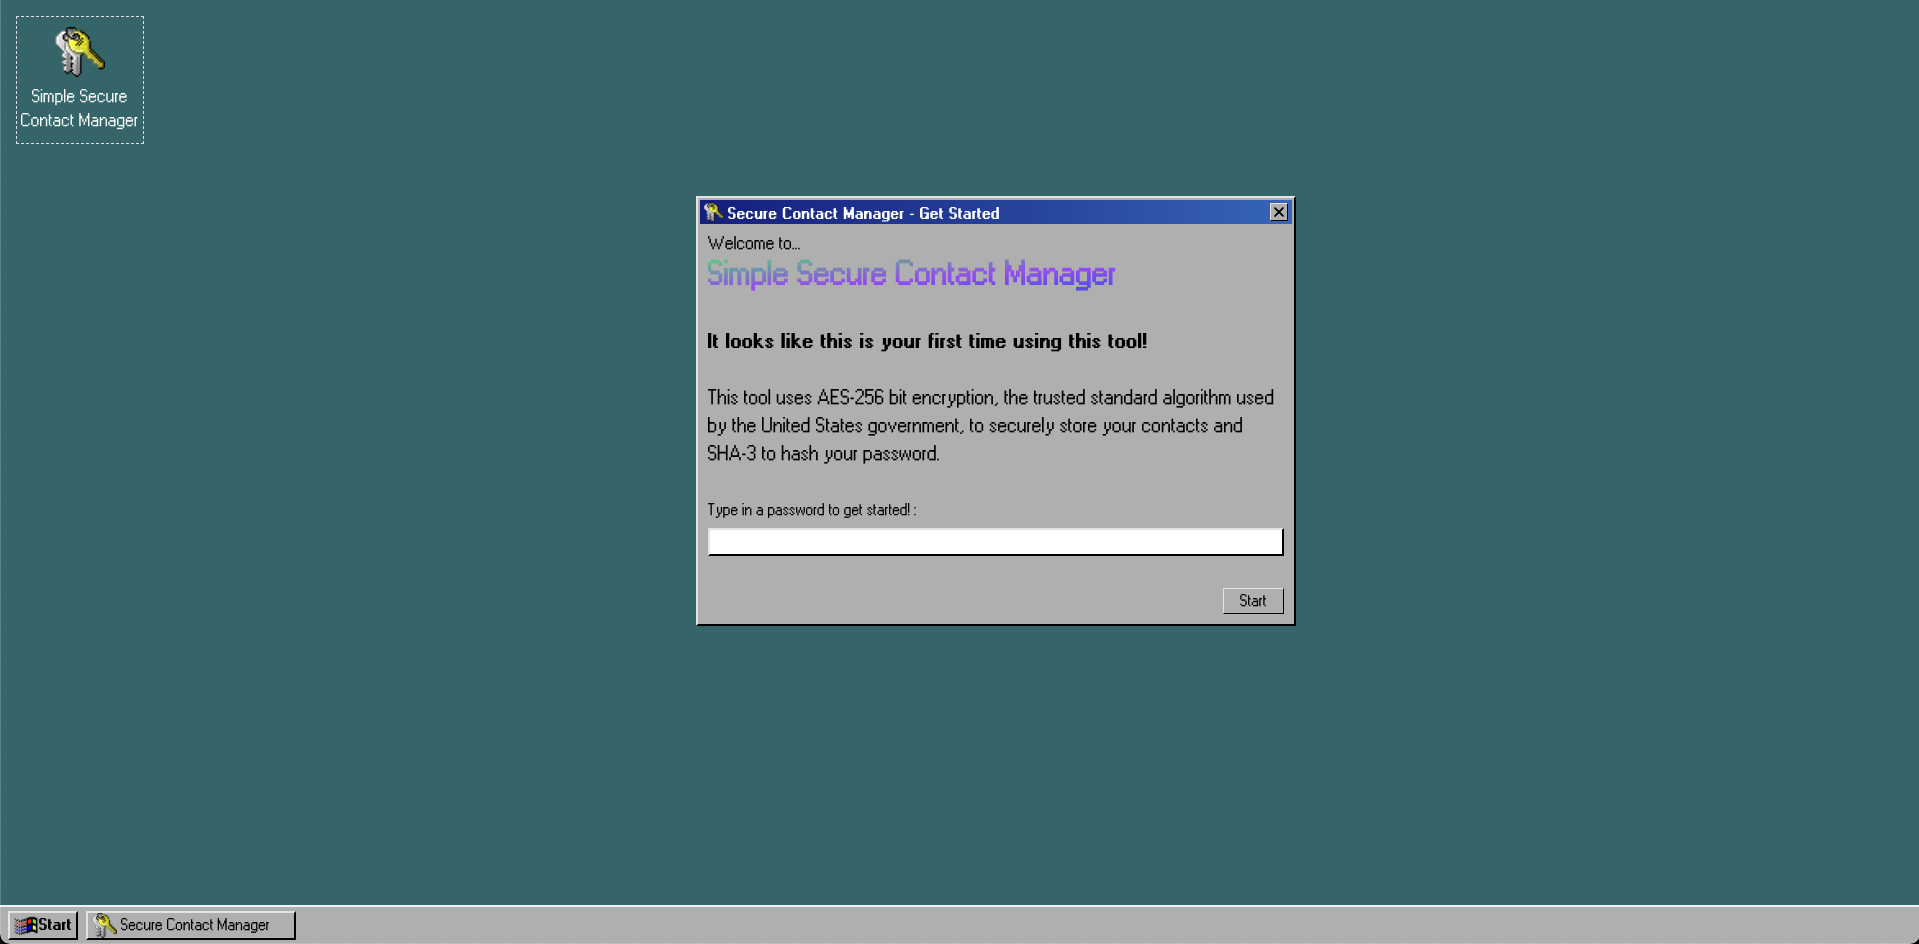 Simple Secure
Contact Manager
Secure Contact Manager - Get Started
Welcome to...
Simple Secure Contact Manager
It looks like this is your first time using this tool!
This tool uses AES-256 bit encryption, the trusted standard algorithm used
by the United States government, to securely store your contacts and
SHA-3 to hash your password.
Type in a password to get started! :
Start
Start
Secure Contact Manager